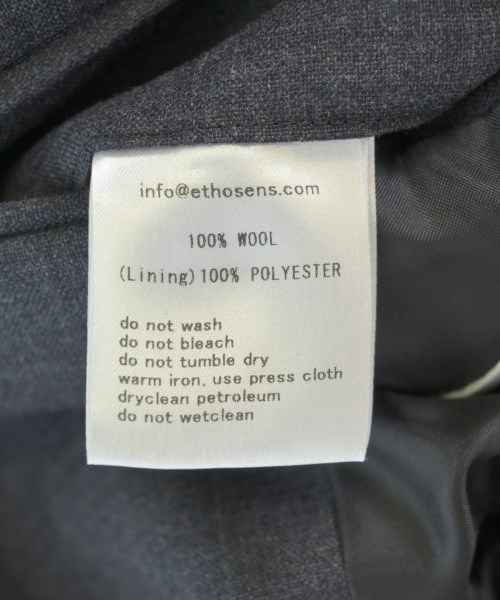 info@ethosens.com
100% WOOL
(Lining)100% POLYESTER
do not wash
do not bleach
do not tumble dry
warm iron, use press cloth
dryclean petroleum
do not wetclean